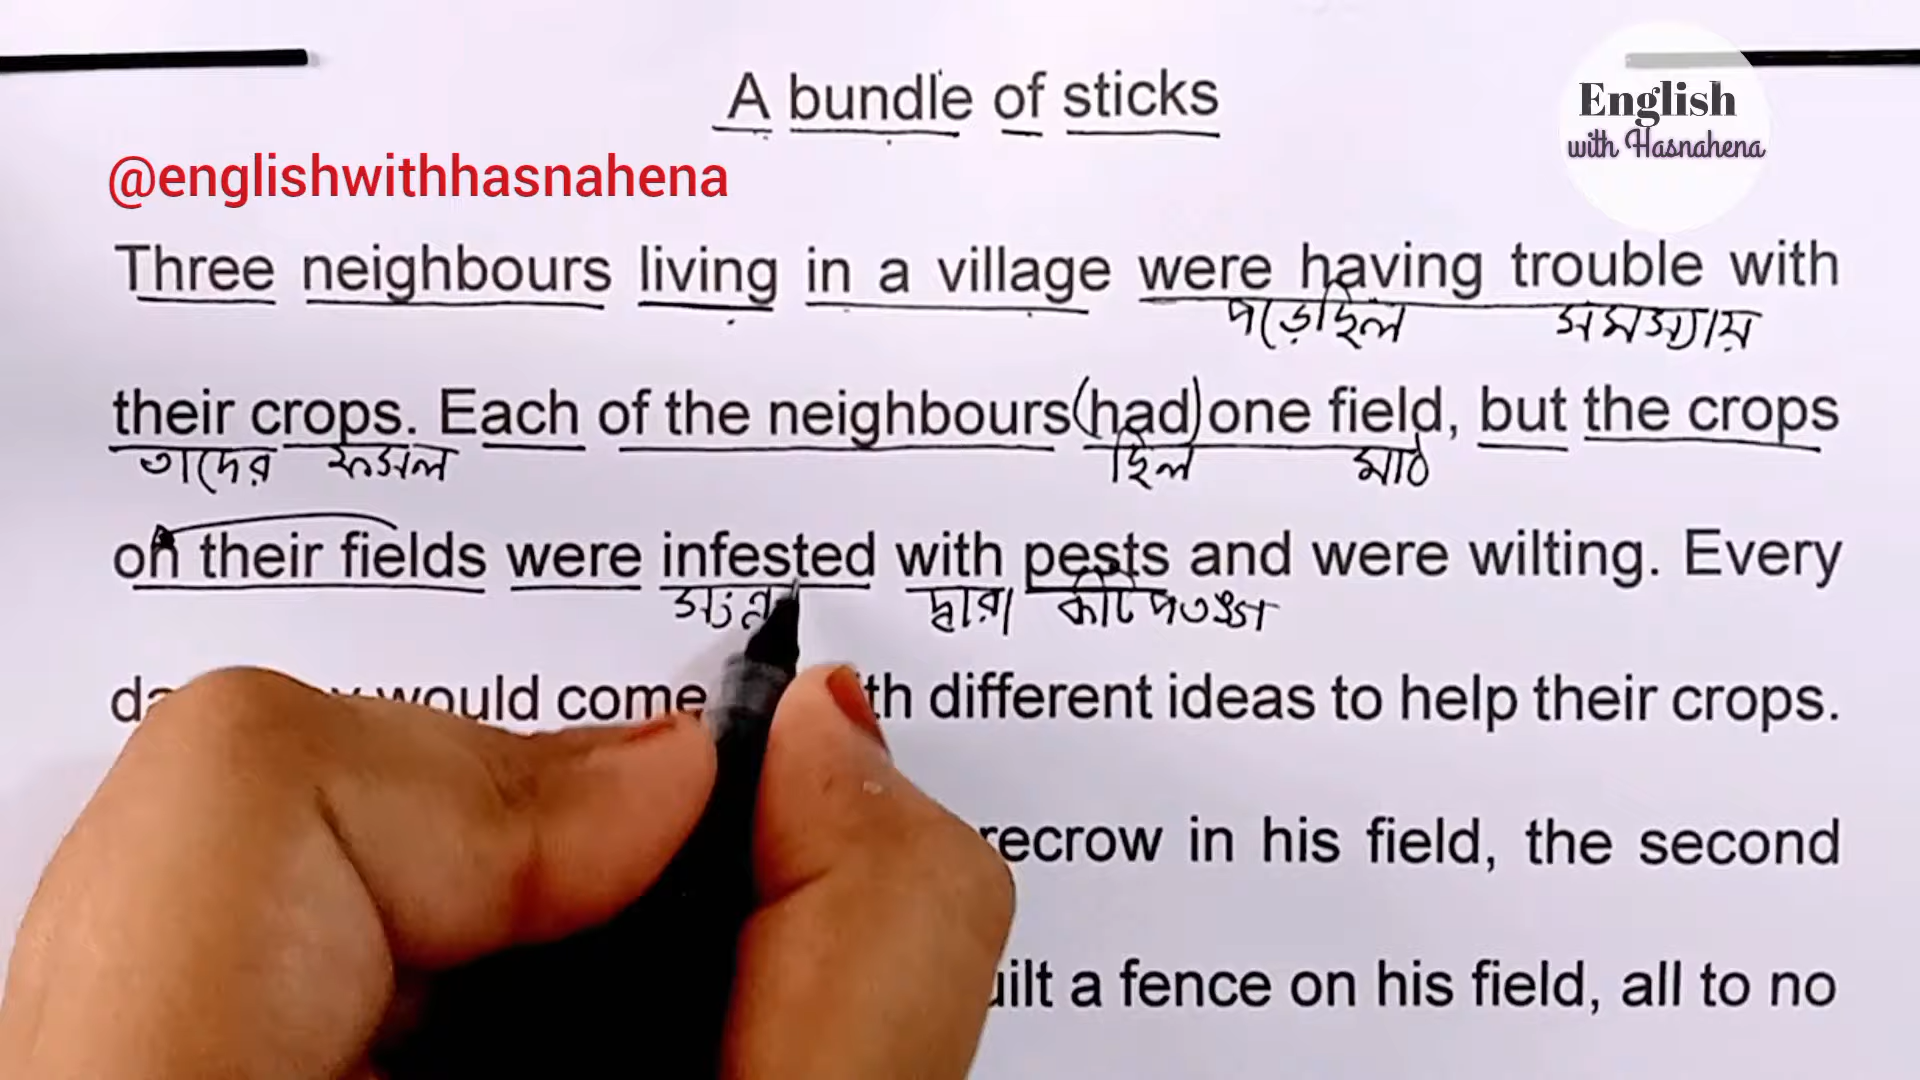 A bundle of sticks
English
with Hasnahena
@englishwithhasnahena
Three neighbours living in a village were having trouble with
পড়েছিল সমস্যায়
their crops. Each of the neighbours (had) one field, but the crops
তাদের ফসল ছিল মাঠ
on their fields were infested with pests and were wilting. Every
দ্বারা কীটপতঙ্গ
would come with different ideas to help their crops.
in his field, the second
a fence on his field, all to no